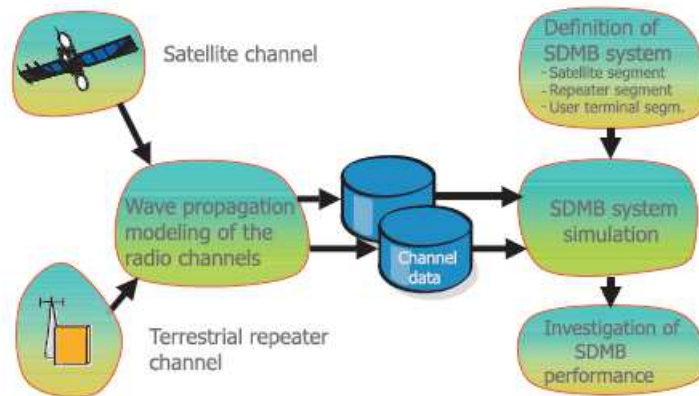 Satellite channel
Definition of
SDMB system
- Satellite segment
- Repeater segment
- User terminal segm.
Wave propagation
modeling of the
radio channels
Channel
data
SDMB system
simulation
Terrestrial repeater
channel
Investigation of
SDMB
performance